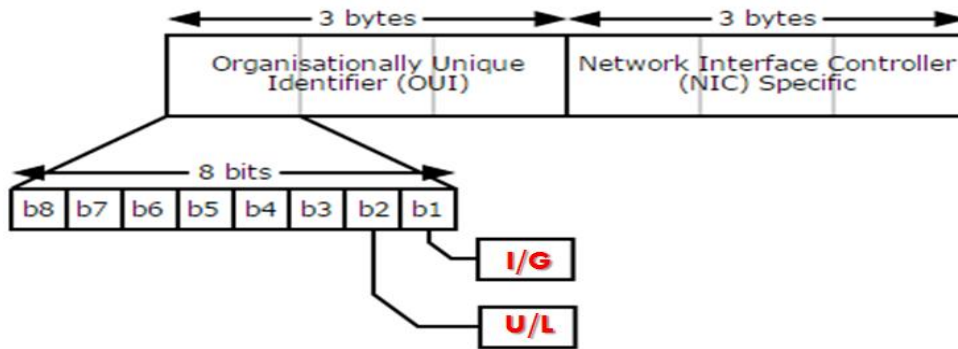 3 bytes
3 bytes
Organisationally Unique
Identifier (OUI)
Network Interface Controller
(NIC) Specific
8 bits
b8 b7 b6 b5 b4 b3 b2 b1
I/G
U/L